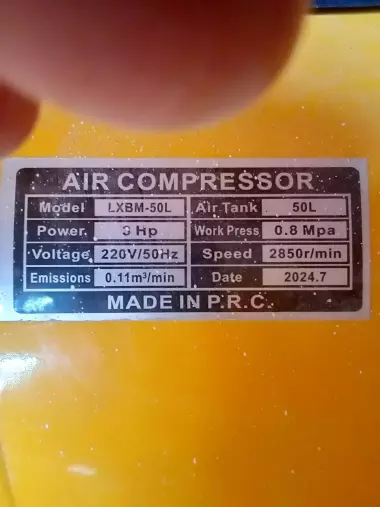 AIR COMPRESSOR
Model LXBM-50L Air Tank 50L
Power. Hp Work Press 0.8 Mpa
Voltage 220V/50Hz Speed 2850r/min
Emissions 0.11m³/min Date 2024.7
MADE IN P.R.C.